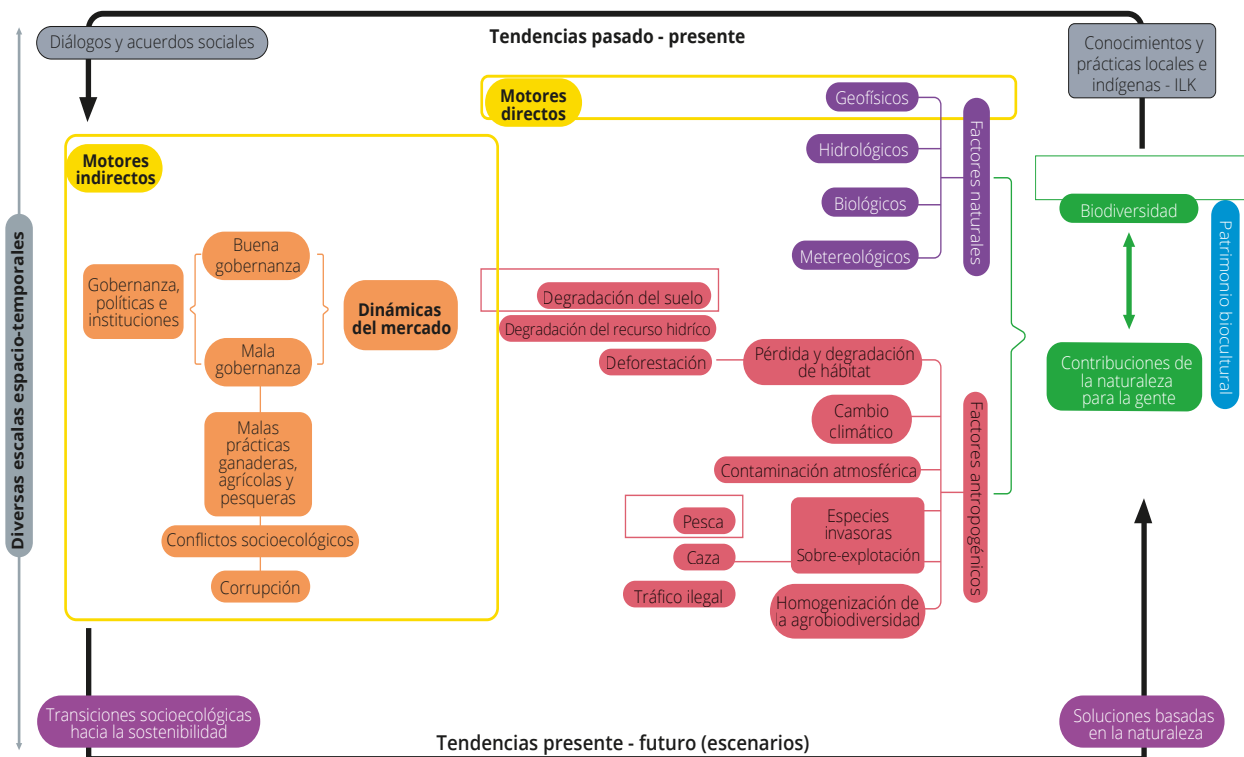 Diálogos y acuerdos sociales
Tendencias pasado - presente
Conocimientos y
prácticas locales e
indígenas - ILK
Diversas escalas espacio-temporales
Motores
indirectos
Buena
gobernanza
Gobernanza,
políticas e
instituciones
Mala
gobernanza
Dinámicas
del mercado
Malas
prácticas
ganaderas,
agrícolas y
pesqueras
Conflictos socioecológicos
Corrupción
Motores
directos
Geofísicos
Hidrológicos
Biológicos
Metereológicos
Factores naturales
Degradación del suelo
Degradación del recurso hidríco
Deforestación
Pérdida y degradación
de hábitat
Cambio
climático
Contaminación atmosférica
Pesca
Caza
Tráfico ilegal
Especies
invasoras
Sobre-explotación
Homogenización de
la agrobiodiversidad
Factores antropogénicos
Biodiversidad
Contribuciones de
la naturaleza
para la gente
Patrimonio biocultural
Transiciones socioecológicas
hacia la sostenibilidad
Tendencias presente - futuro (escenarios)
Soluciones basadas
en la naturaleza